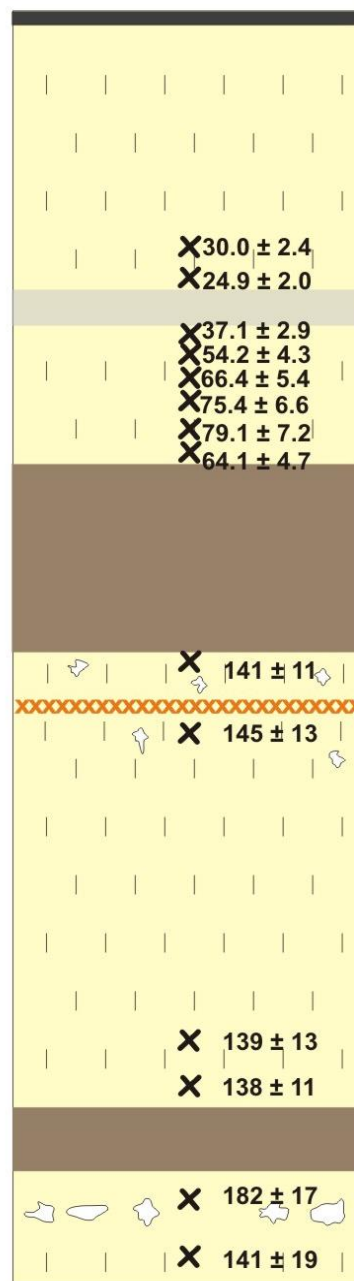 30.0 ± 2.4
24.9 ± 2.0
37.1 ± 2.9
54.2 ± 4.3
66.4 ± 5.4
75.4 ± 6.6
79.1 ± 7.2
64.1 ± 4.7
141 ± 11
145 ± 13
139 ± 13
138 ± 11
182 ± 17
141 ± 19